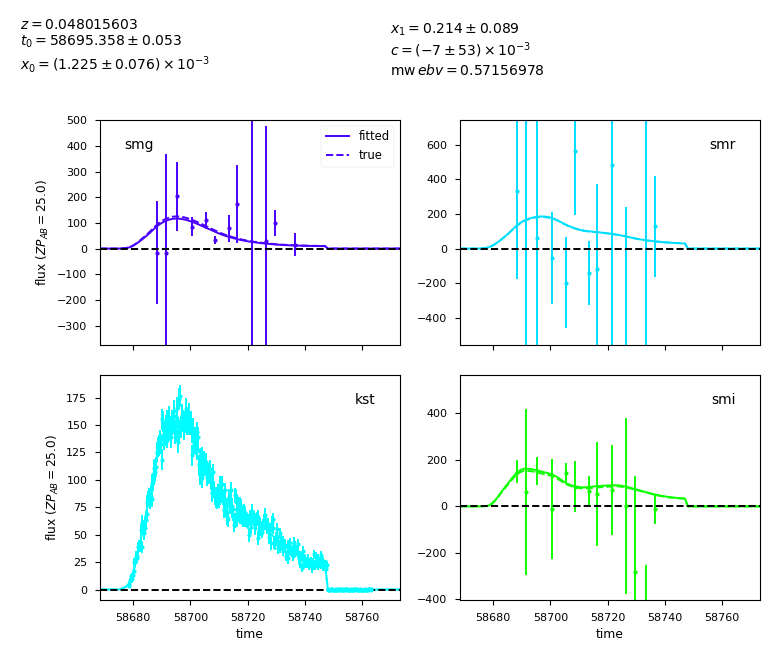 z = 0.048015603
t₀ = 58695.358 ± 0.053
x₀ = (1.225 ± 0.076) × 10⁻³
x₁ = 0.214 ± 0.089
c = (−7 ± 53) × 10⁻³
mw ebv = 0.57156978
smg
fitted
true
500
400
300
200
100
0
−100
−200
−300
flux (ZP_AB = 25.0)
smr
600
400
200
0
−200
−400
kst
175
150
125
100
75
50
25
0
flux (ZP_AB = 25.0)
58680 58700 58720 58740 58760
time
smi
400
200
0
−200
−400
58680 58700 58720 58740 58760
time